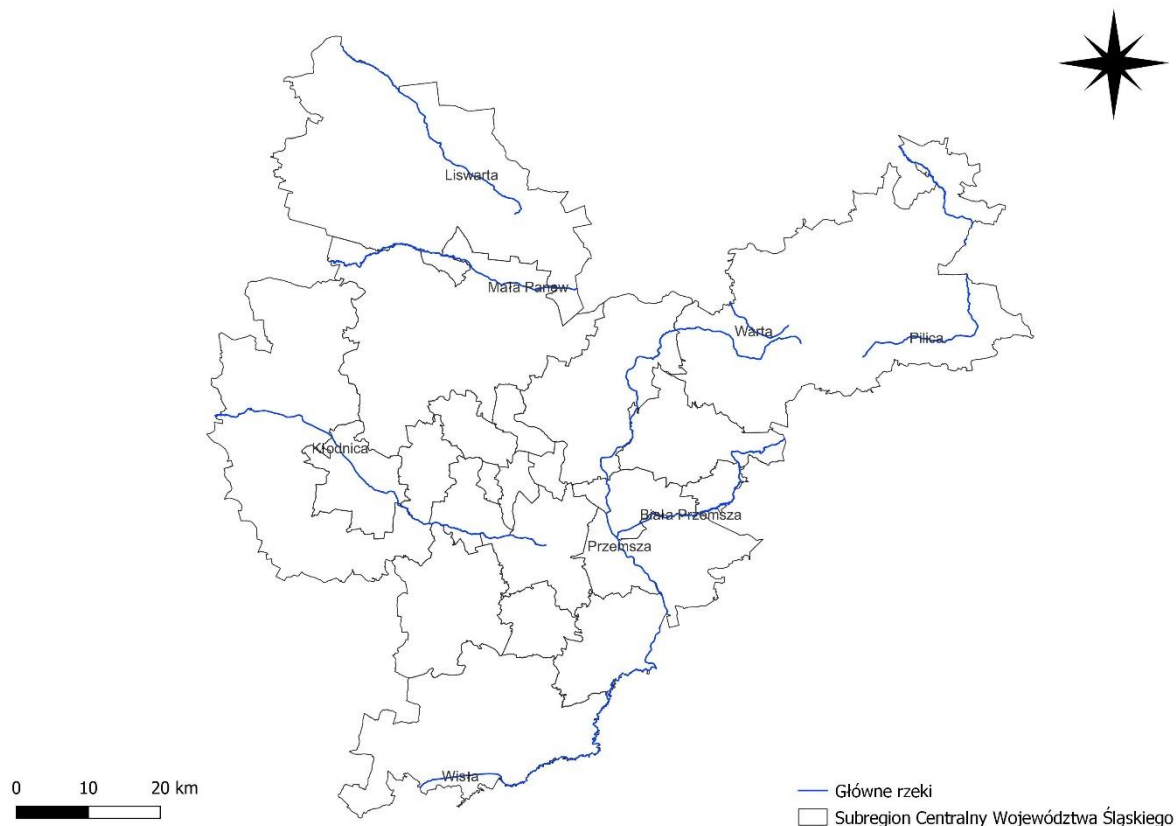 Liswarta
Mała Panew
Warta
Pilica
Kłodnica
Biała Przemsza
Przemsza
Wisła
0 10 20 km
Główne rzeki
Subregion Centralny Województwa Śląskiego